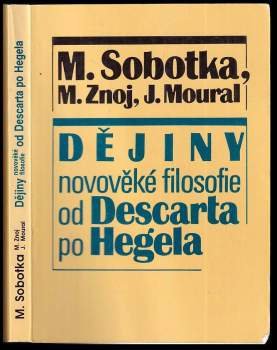 M. Sobotka,
M. Znoj, J. Moural
DĚJINY
novověké filosofie
od Descarta
po Hegela
M. Sobotka M. Znoj
J. Moural Dějiny novověké
filosofie od Descarta po Hegela